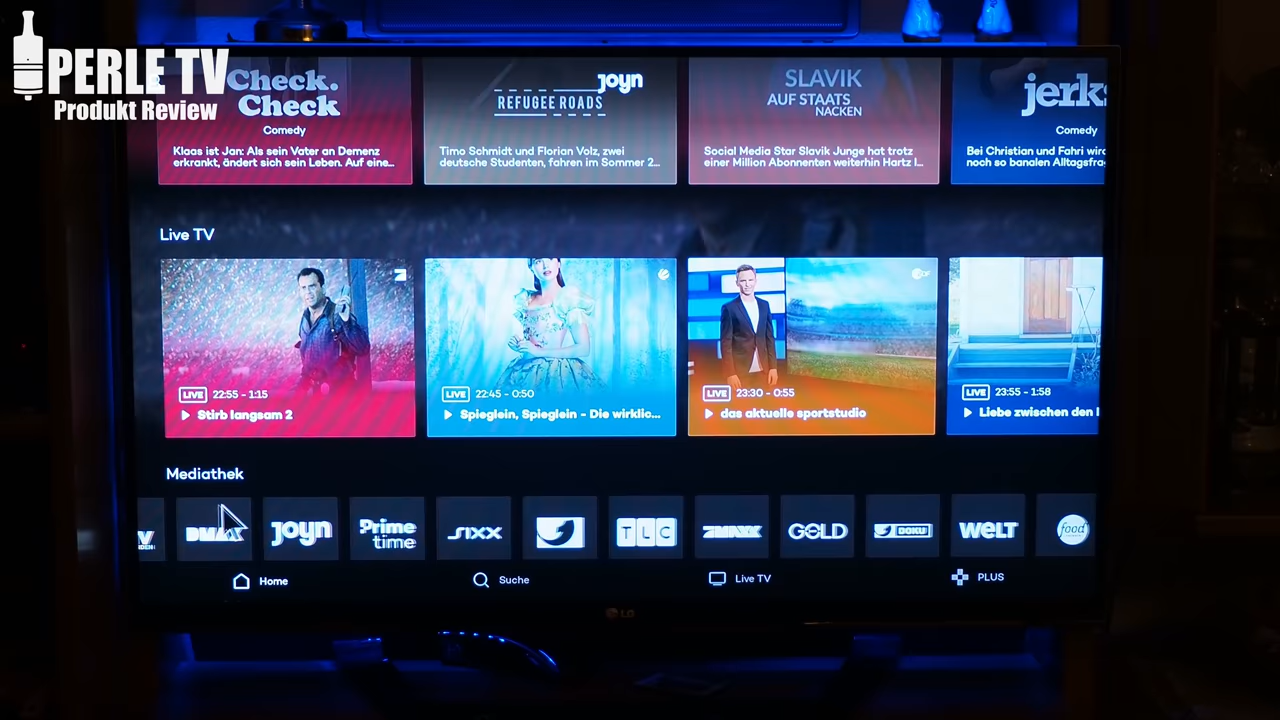 PERLE TV
Produkt Review
Check.
Check
Comedy
Klaas ist Jan: Als sein Vater an Demenz
erkrankt, ändert sich sein Leben. Auf eine...
joyn
REFUGEE ROADS
Timo Schmidt und Florian Volz, zwei
deutsche Studenten, fahren im Sommer 2...
SLAVIK
AUF STAATS
NACKEN
Social Media Star Slavik Junge hat trotz
einer Million Abonnenten weiterhin Hartz I...
jerks
Comedy
Bei Christian und Fahri wird
noch so banalen Alltagsfra
Live TV
LIVE 22:55 - 1:15
Stirb langsam 2
LIVE 22:45 - 0:50
Spieglein, Spieglein - Die wirklic...
ZDF
LIVE 23:30 - 0:55
das aktuelle sportstudio
LIVE 23:55 - 1:58
Liebe zwischen den
Mediathek
DMAX
joyn
Prime
time
sixx
TLC
7MAXX
GOLD
DOKU
WELT
food
Home
Suche
Live TV
PLUS
LG